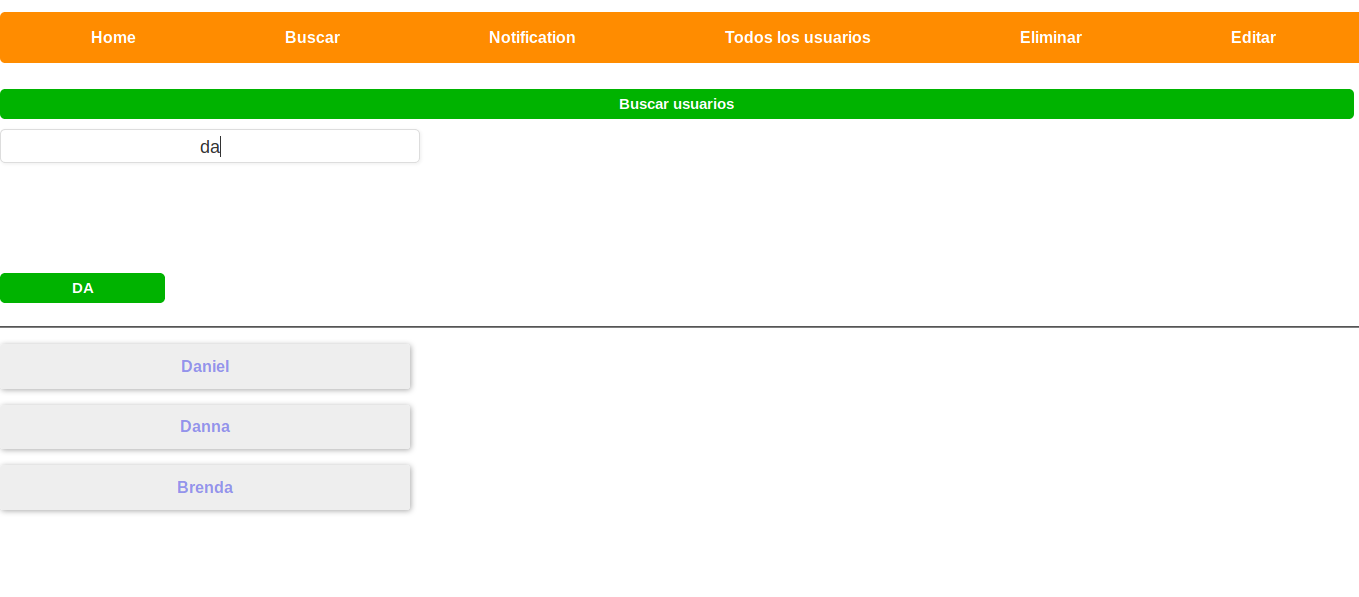 Home Buscar Notification Todos los usuarios Eliminar Editar
Buscar usuarios
da
DA
Daniel
Danna
Brenda